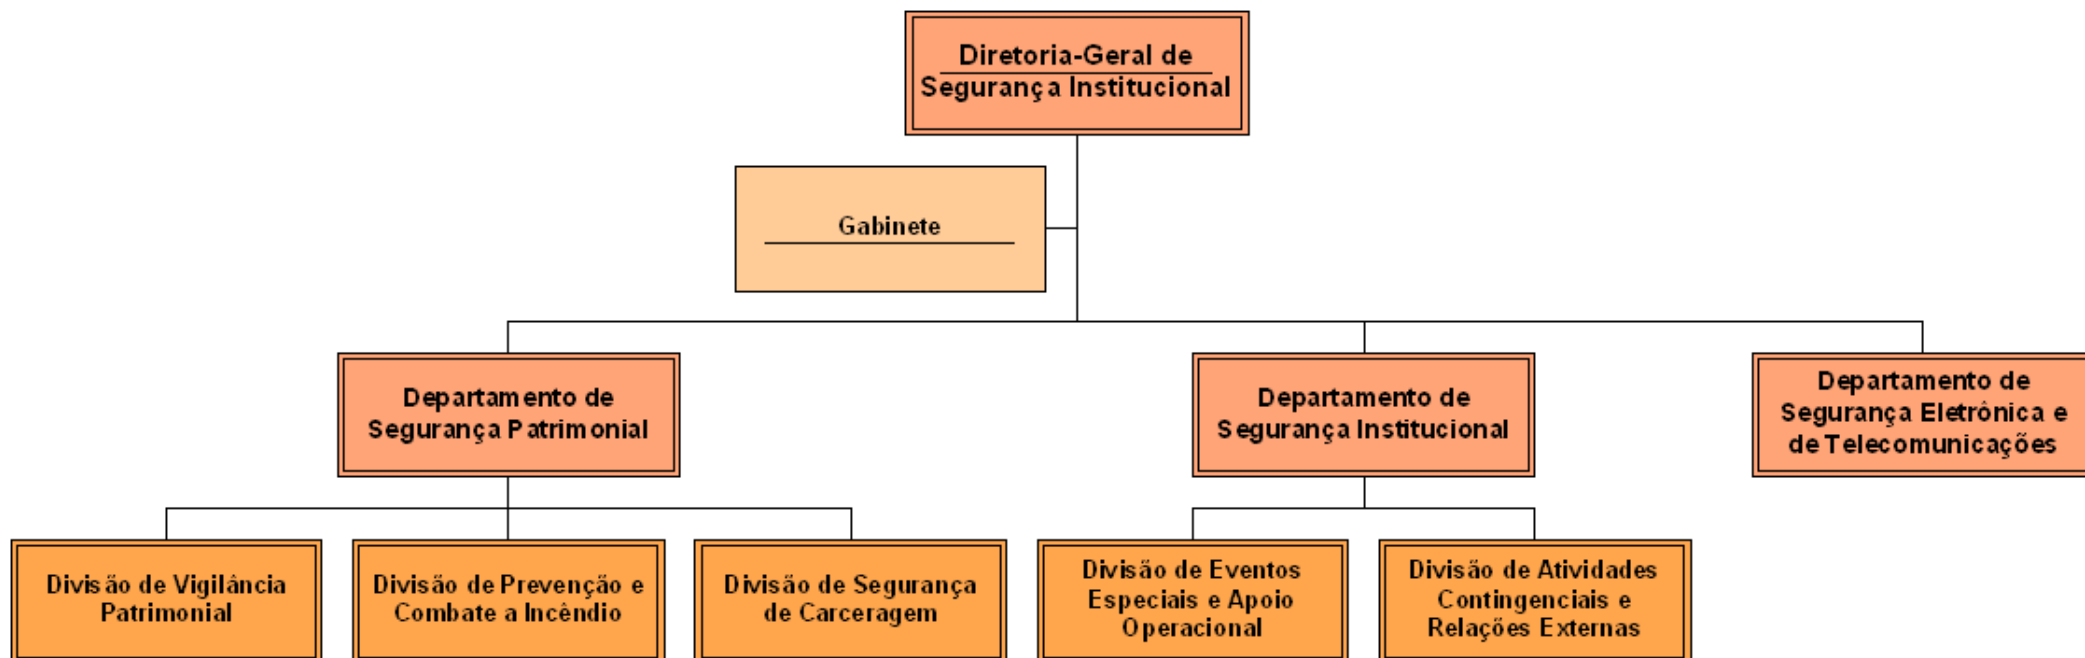 Diretoria-Geral de
Segurança Institucional
Gabinete
Departamento de
Segurança Patrimonial
Departamento de
Segurança Institucional
Departamento de
Segurança Eletrônica e
de Telecomunicações
Divisão de Vigilância
Patrimonial
Divisão de Prevenção e
Combate a Incêndio
Divisão de Segurança
de Carceragem
Divisão de Eventos
Especiais e Apoio
Operacional
Divisão de Atividades
Contingenciais e
Relações Externas